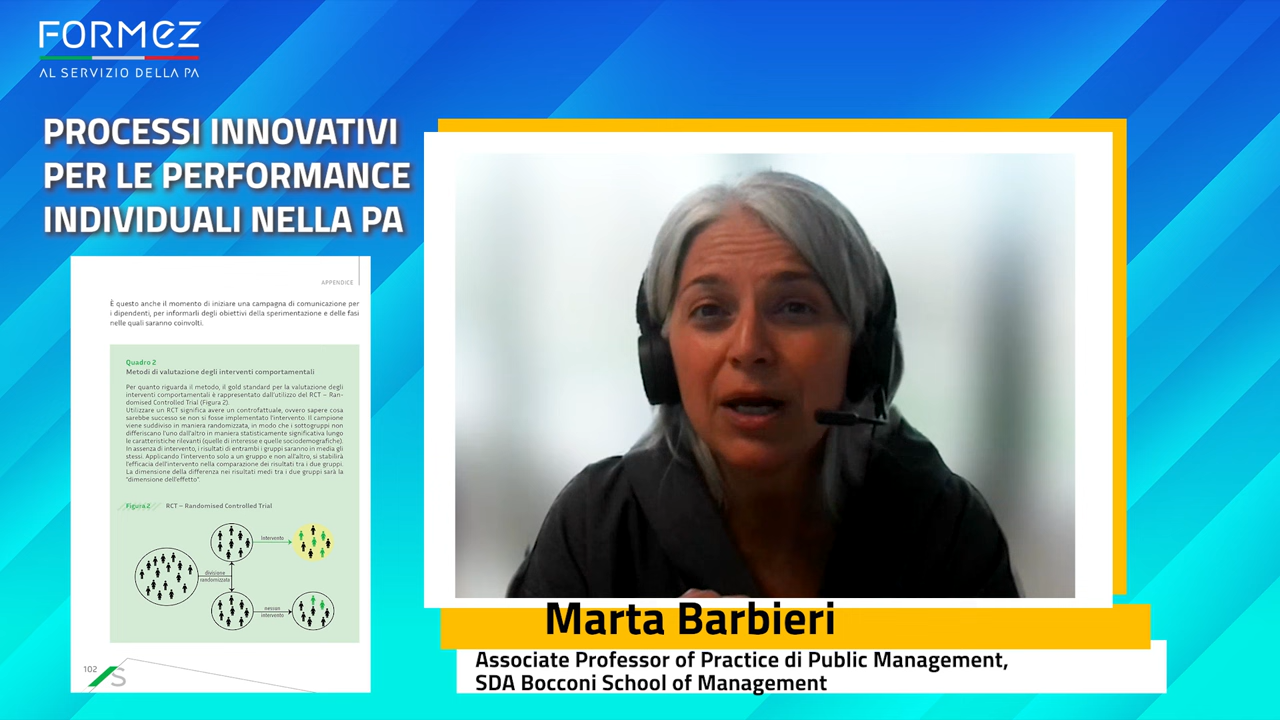 FORMEZ
AL SERVIZIO DELLA PA
PROCESSI INNOVATIVI
PER LE PERFORMANCE
INDIVIDUALI NELLA PA
APPENDICE
È questo anche il momento di iniziare una campagna di comunicazione per
i dipendenti, per informarli degli obiettivi della sperimentazione e delle fasi
nelle quali saranno coinvolti.
Quadro 2
Metodi di valutazione degli interventi comportamentali
Per quanto riguarda il metodo, il gold standard per la valutazione degli
interventi comportamentali è rappresentato dall'utilizzo del RCT – Ran-
domised Controlled Trial (Figura 2).
Utilizzare un RCT significa avere un controfattuale, ovvero sapere cosa
sarebbe successo se non si fosse implementato l'intervento. Il campione
viene suddiviso in maniera randomizzata, in modo che i sottogruppi non
differiscano l'uno dall'altro in maniera statisticamente significativa lungo
le caratteristiche rilevanti (quelle di interesse e quelle sociodemografiche).
In assenza di intervento, i risultati di entrambi i gruppi saranno in media gli
stessi. Applicando l'intervento solo a un gruppo e non all'altro, si stabilirà
l'efficacia dell'intervento nella comparazione dei risultati tra i due gruppi.
La dimensione della differenza nei risultati medi tra i due gruppi sarà la
"dimensione dell'effetto".
Figura 2 RCT – Randomised Controlled Trial
Intervento
divisione
randomizzata
nessun
intervento
102
S
Marta Barbieri
Associate Professor of Practice di Public Management,
SDA Bocconi School of Management